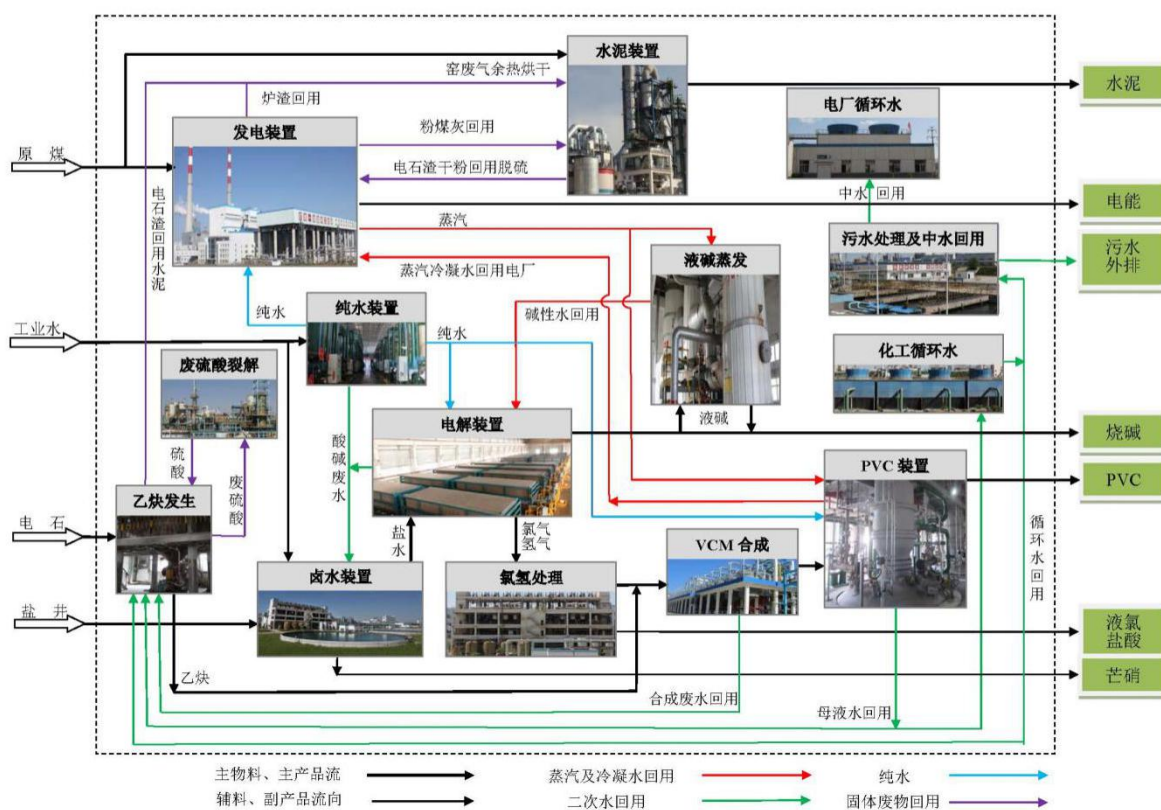 水泥装置
窑废气余热烘干
水泥
炉渣回用
电厂循环水
发电装置
粉煤灰回用
原 煤
电石渣干粉回用脱硫
中水 回用
电能
电石渣回用水泥
蒸汽
污水处理及中水回用
污水
外排
液碱蒸发
蒸汽冷凝水回用电厂
纯水装置
纯水
纯水
碱性水回用
工业水
化工循环水
废硫酸裂解
电解装置
液碱
烧碱
酸碱废水
硫酸
废硫酸
PVC 装置
PVC
乙炔发生
电 石
盐水
氯气
氢气
循环水回用
VCM 合成
卤水装置
氯氢处理
盐 井
液氯
盐酸
乙炔
芒硝
合成废水回用
母液水回用
主物料、主产品流
蒸汽及冷凝水回用
纯水
辅料、副产品流向
二次水回用
固体废物回用